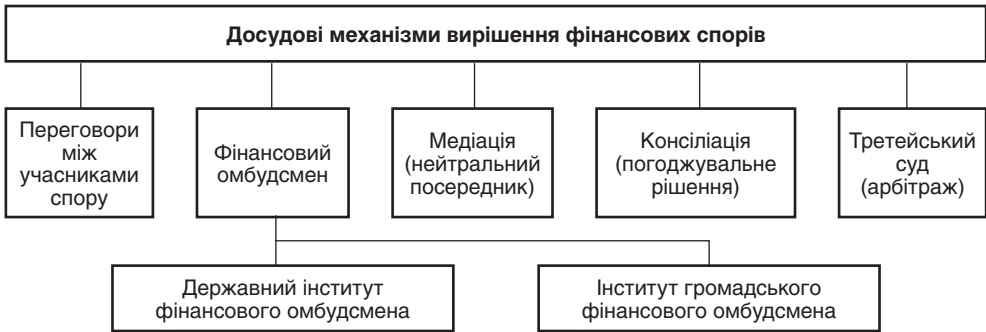 Досудові механізми вирішення фінансових спорів
Переговори
між
учасниками
спору
Фінансовий
омбудсмен
Медіація
(нейтральний
посередник)
Консіліація
(погоджувальне
рішення)
Третейський
суд
(арбітраж)
Державний інститут
фінансового омбудсмена
Інститут громадського
фінансового омбудсмена